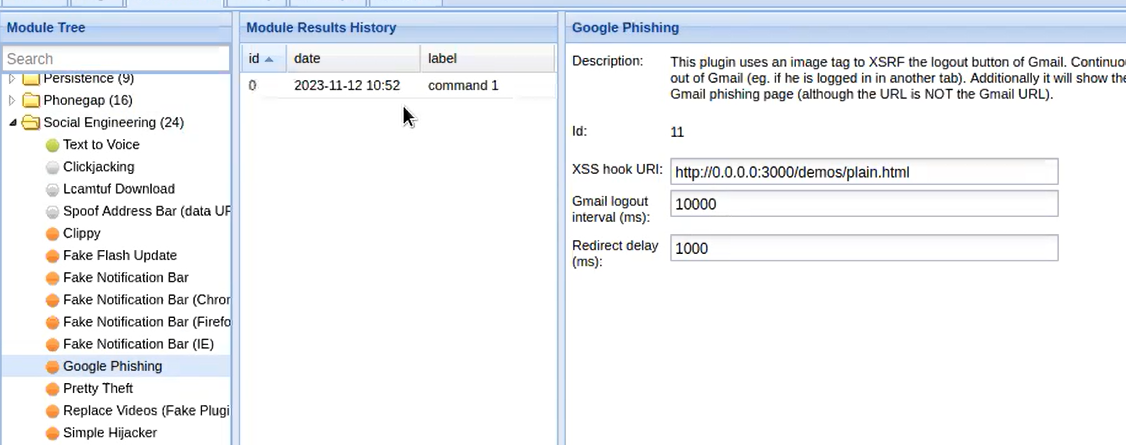 Module Tree
Search
Persistence (9)
Phonegap (16)
Social Engineering (24)
Text to Voice
Clickjacking
Lcamtuf Download
Spoof Address Bar (data UR
Clippy
Fake Flash Update
Fake Notification Bar
Fake Notification Bar (Chron
Fake Notification Bar (Firefo
Fake Notification Bar (IE)
Google Phishing
Pretty Theft
Replace Videos (Fake Plugi
Simple Hijacker
Module Results History
id date label
0 2023-11-12 10:52 command 1
Google Phishing
Description: This plugin uses an image tag to XSRF the logout button of Gmail. Continuo
out of Gmail (eg. if he is logged in in another tab). Additionally it will show the
Gmail phishing page (although the URL is NOT the Gmail URL).
Id: 11
XSS hook URI: http://0.0.0.0:3000/demos/plain.html
Gmail logout
interval (ms): 10000
Redirect delay
(ms): 1000